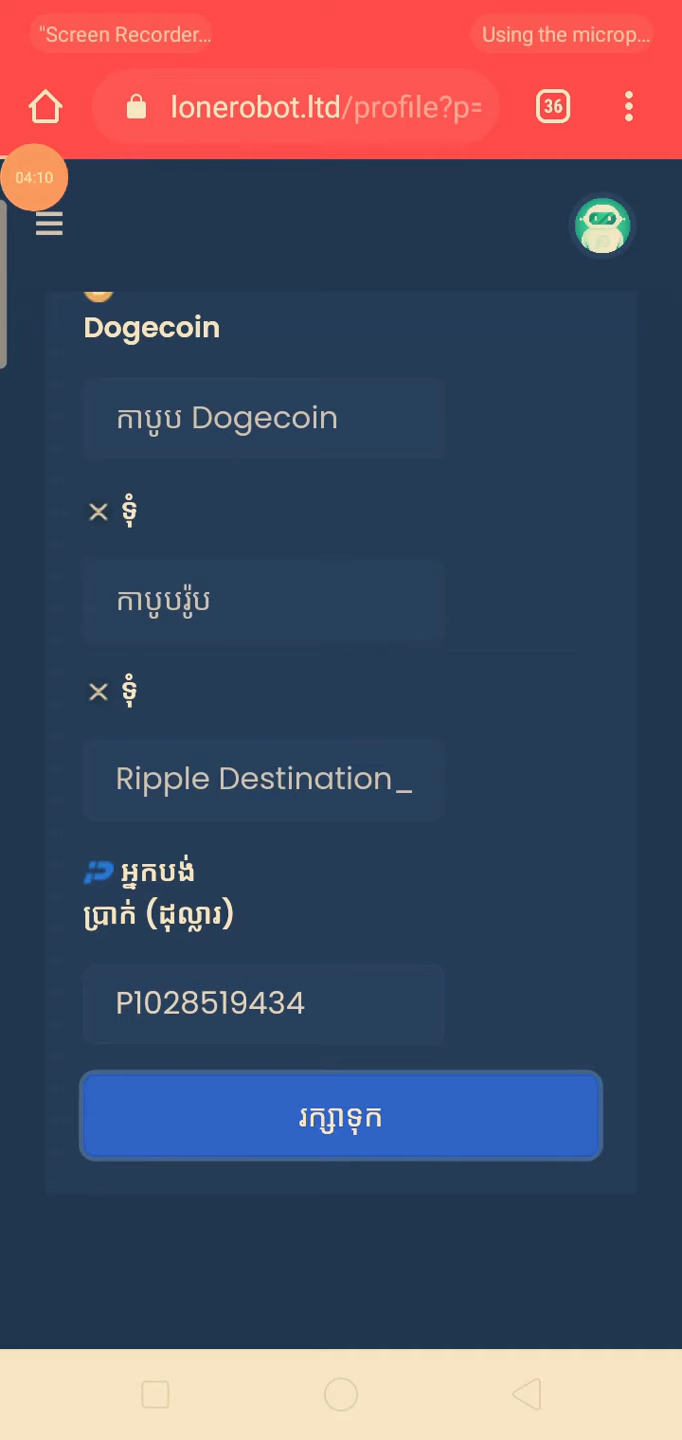 "Screen Recorder...
Using the microp...
lonerobot.ltd/profile?p=
36
04:10
Dogecoin
កាបូប Dogecoin
ទុំ
កាបូបរ៉ូប
ទុំ
Ripple Destination_
អ្នកបង់
ប្រាក់ (ដុល្លារ)
P1028519434
រក្សាទុក